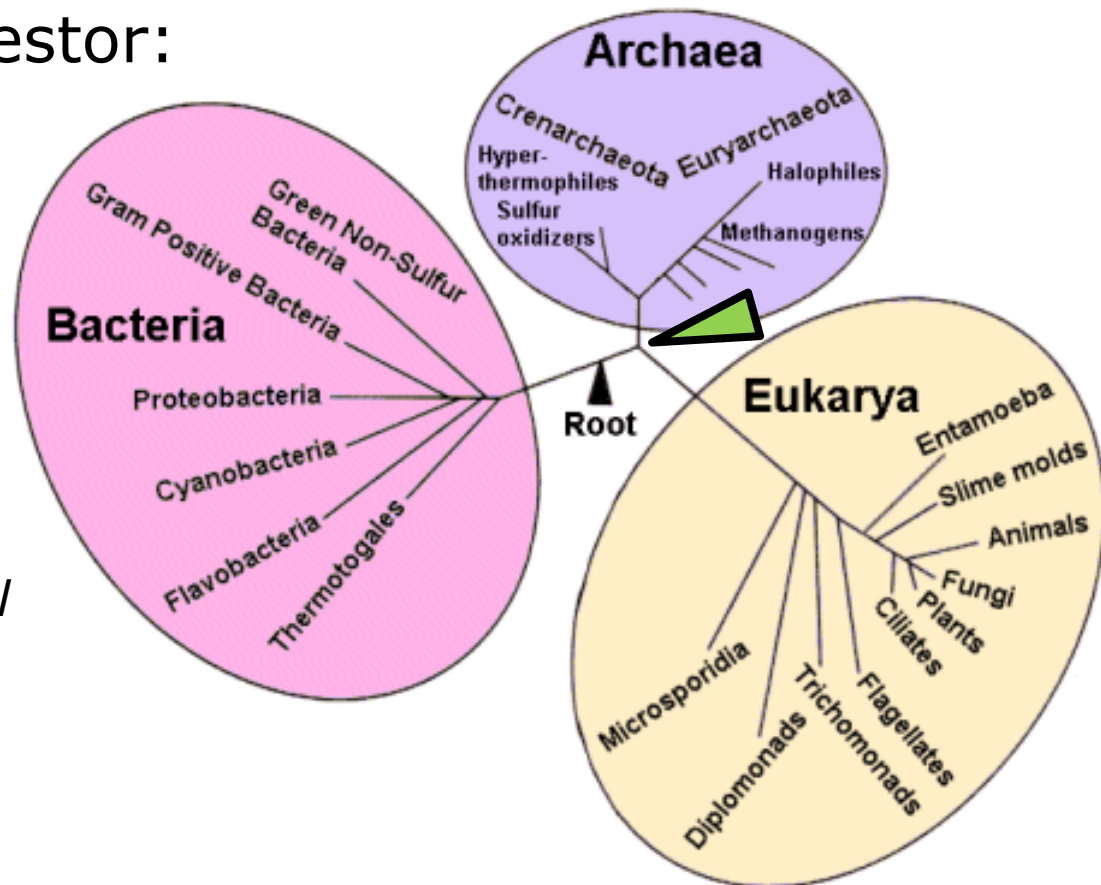 estor:
Archaea
Crenarchaeota
Euryarchaeota
Hyper-
thermophiles
Sulfur
oxidizers
Halophiles
Methanogens
Bacteria
Green Non-Sulfur
Bacteria
Gram Positive Bacteria
Proteobacteria
Cyanobacteria
Flavobacteria
Thermotogales
Root
Eukarya
Entamoeba
Slime molds
Animals
Fungi
Plants
Ciliates
Flagellates
Trichomonads
Diplomonads
Microsporidia